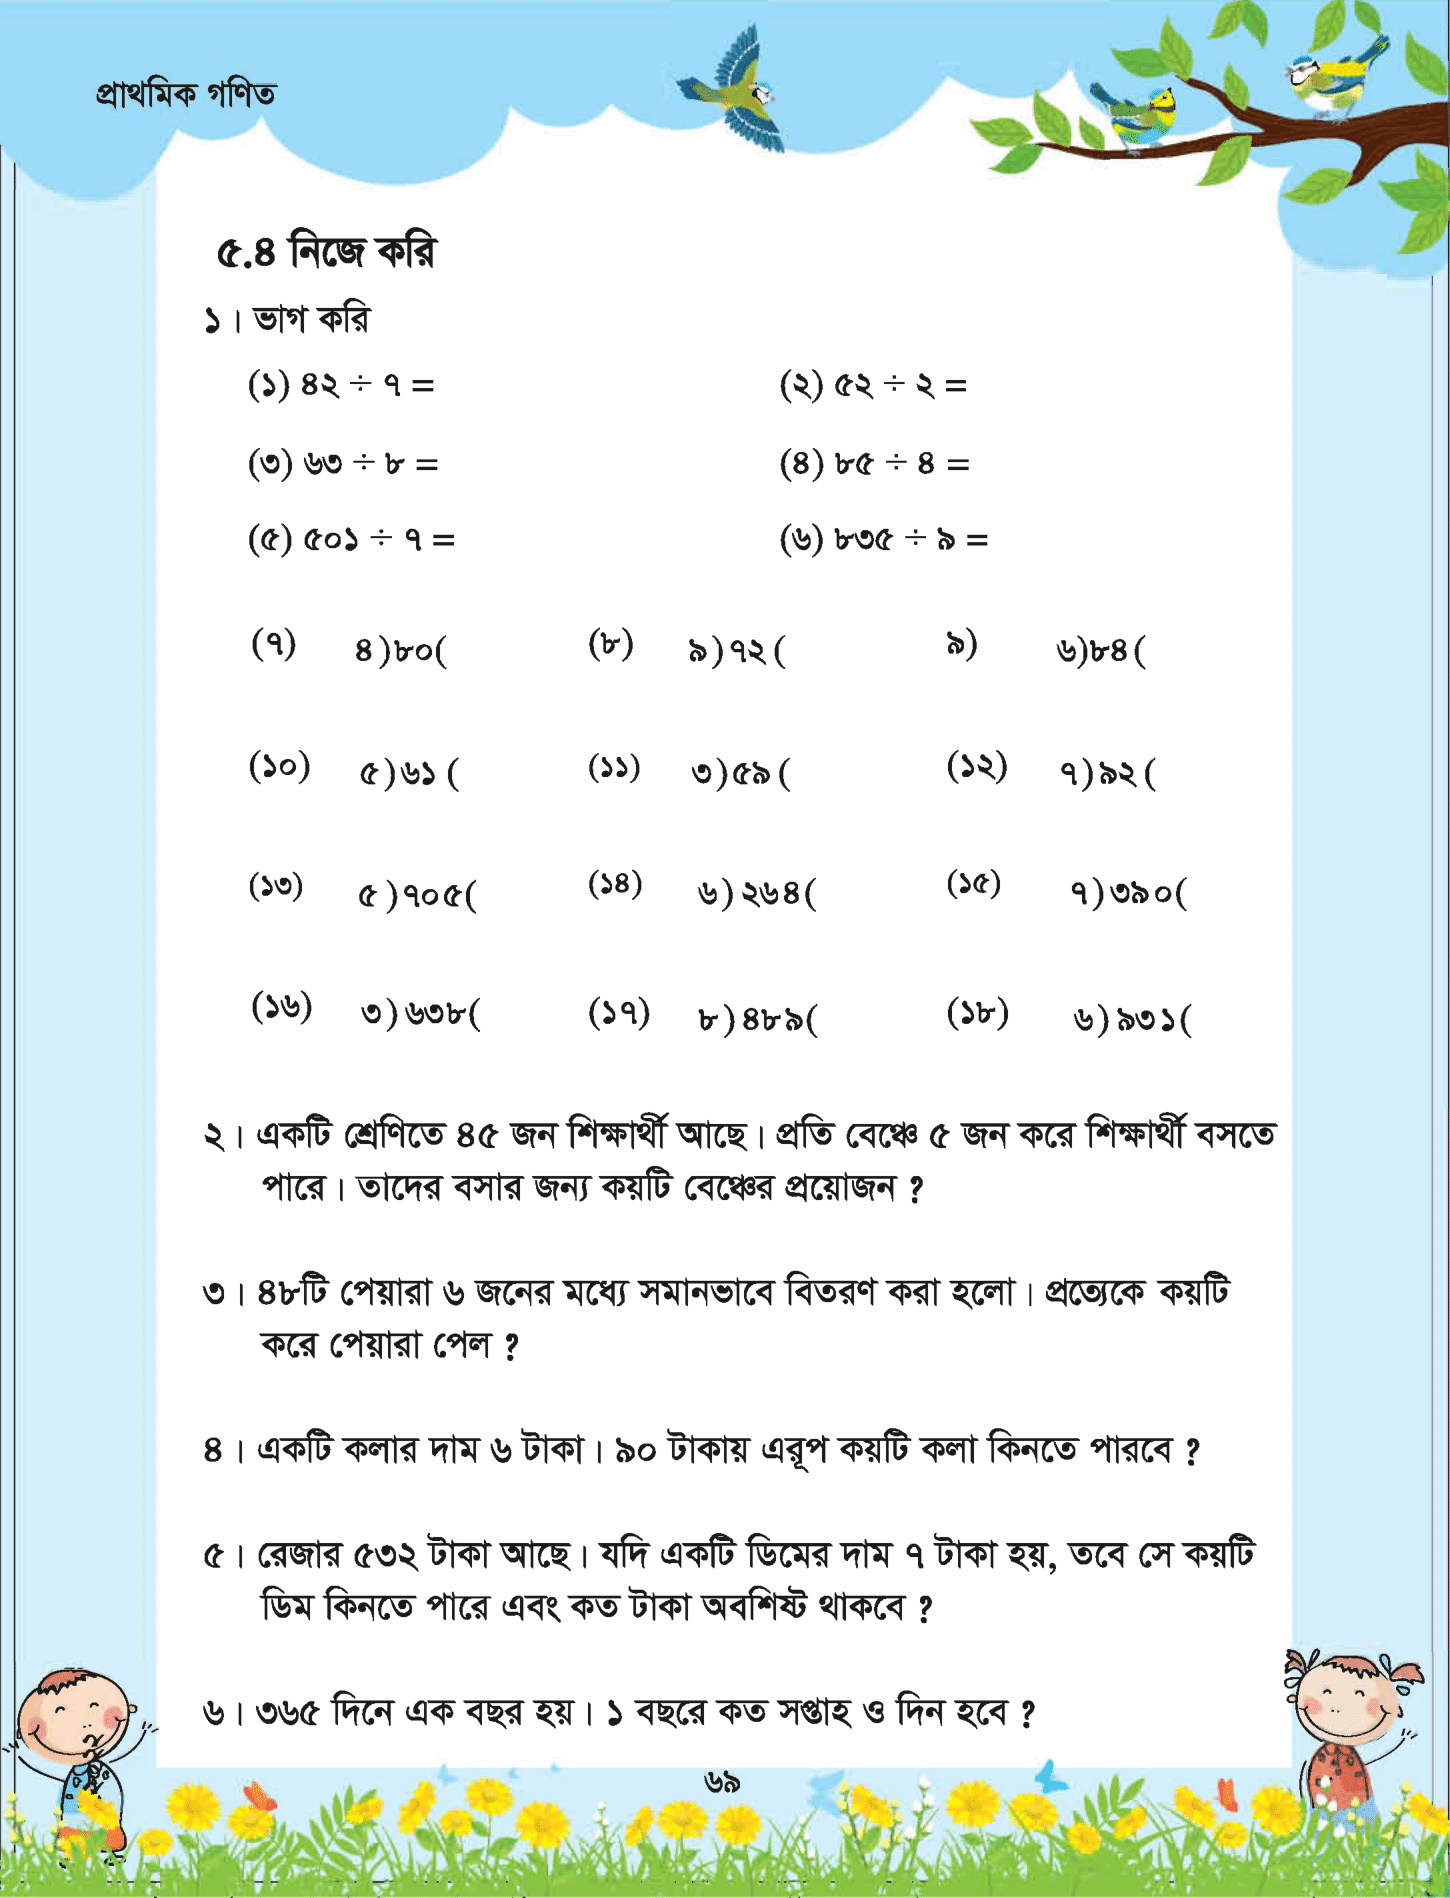 প্রাথমিক গণিত
৫.৪ নিজে করি
১। ভাগ করি
(১) ৪২ ÷ ৭ = (২) ৫২ ÷ ২ =
(৩) ৬৩ ÷ ৮ = (৪) ৮৫ ÷ ৪ =
(৫) ৫০১ ÷ ৭ = (৬) ৮৩৫ ÷ ৯ =
(৭) ৪)৮০( (৮) ৯)৭২( ৯) ৬)৮৪(
(১০) ৫)৬১( (১১) ৩)৫৯( (১২) ৭)৯২(
(১৩) ৫)৭০৫( (১৪) ৬)২৬৪( (১৫) ৭)৩৯০(
(১৬) ৩)৬৩৮( (১৭) ৮)৪৮৯( (১৮) ৬)৯৩১(
২। একটি শ্রেণিতে ৪৫ জন শিক্ষার্থী আছে। প্রতি বেঞ্চে ৫ জন করে শিক্ষার্থী বসতে
পারে। তাদের বসার জন্য কয়টি বেঞ্চের প্রয়োজন ?
৩। ৪৮টি পেয়ারা ৬ জনের মধ্যে সমানভাবে বিতরণ করা হলো। প্রত্যেকে কয়টি
করে পেয়ারা পেল ?
৪। একটি কলার দাম ৬ টাকা। ৯০ টাকায় এরূপ কয়টি কলা কিনতে পারবে ?
৫। রেজার ৫৩২ টাকা আছে। যদি একটি ডিমের দাম ৭ টাকা হয়, তবে সে কয়টি
ডিম কিনতে পারে এবং কত টাকা অবশিষ্ট থাকবে ?
৬। ৩৬৫ দিনে এক বছর হয়। ১ বছরে কত সপ্তাহ ও দিন হবে ?
৬৯